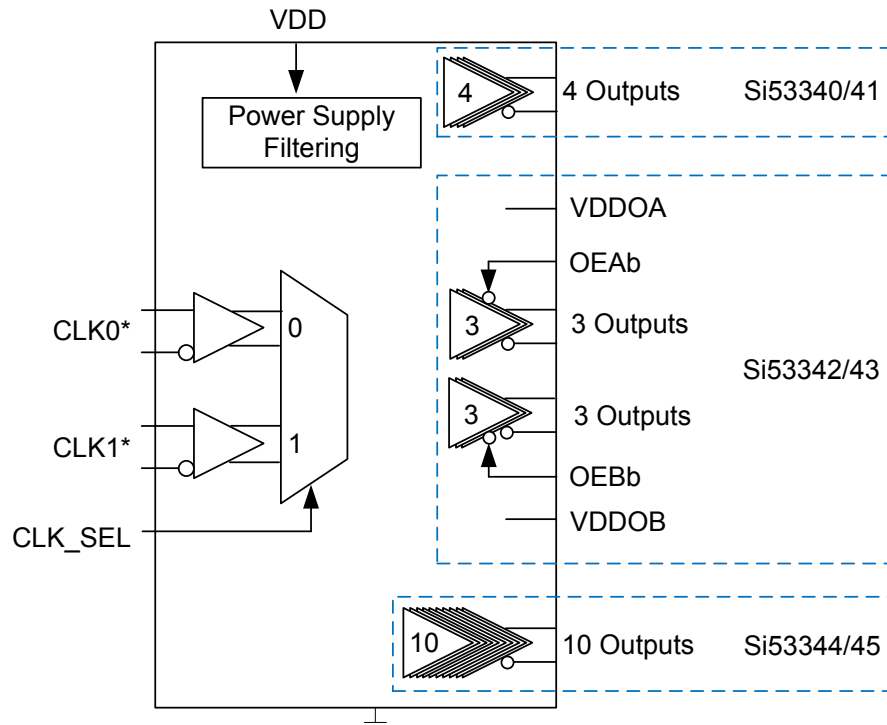 VDD
Power Supply
Filtering
4
4 Outputs
Si53340/41
VDDOA
OEAb
3
3 Outputs
Si53342/43
3
3 Outputs
OEBb
VDDOB
CLK0*
0
CLK1*
1
CLK_SEL
10
10 Outputs
Si53344/45